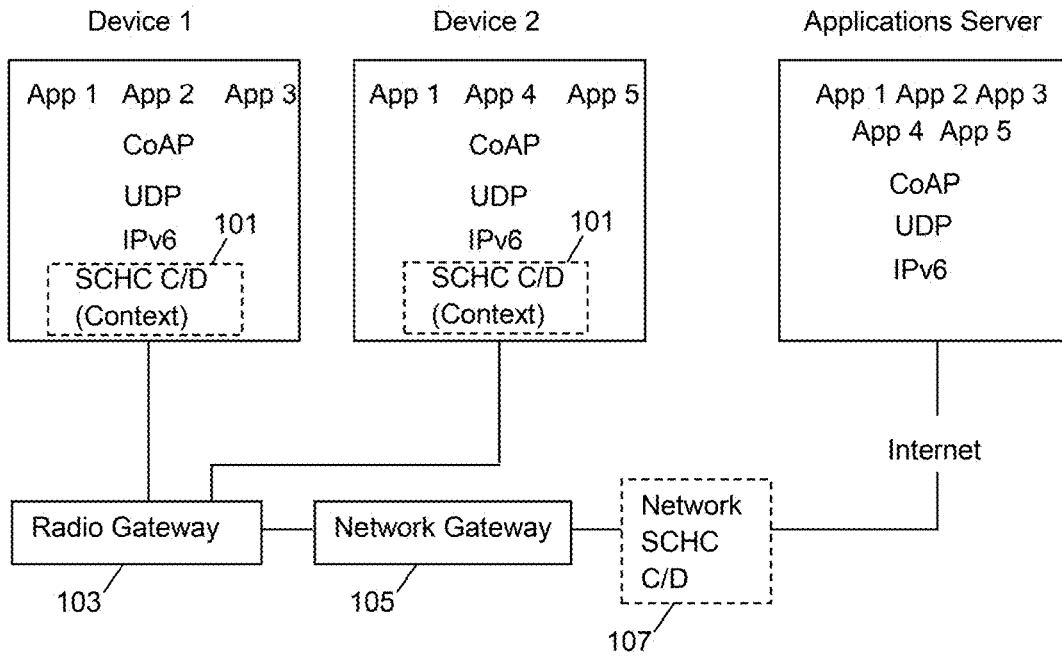 Device 1
Device 2
Applications Server
App 1 App 2 App 3
CoAP
UDP
IPv6
101
SCHC C/D
(Context)
App 1 App 4 App 5
CoAP
UDP
IPv6
101
SCHC C/D
(Context)
App 1 App 2 App 3
App 4 App 5
CoAP
UDP
IPv6
Internet
Radio Gateway
103
Network Gateway
105
Network
SCHC
C/D
107